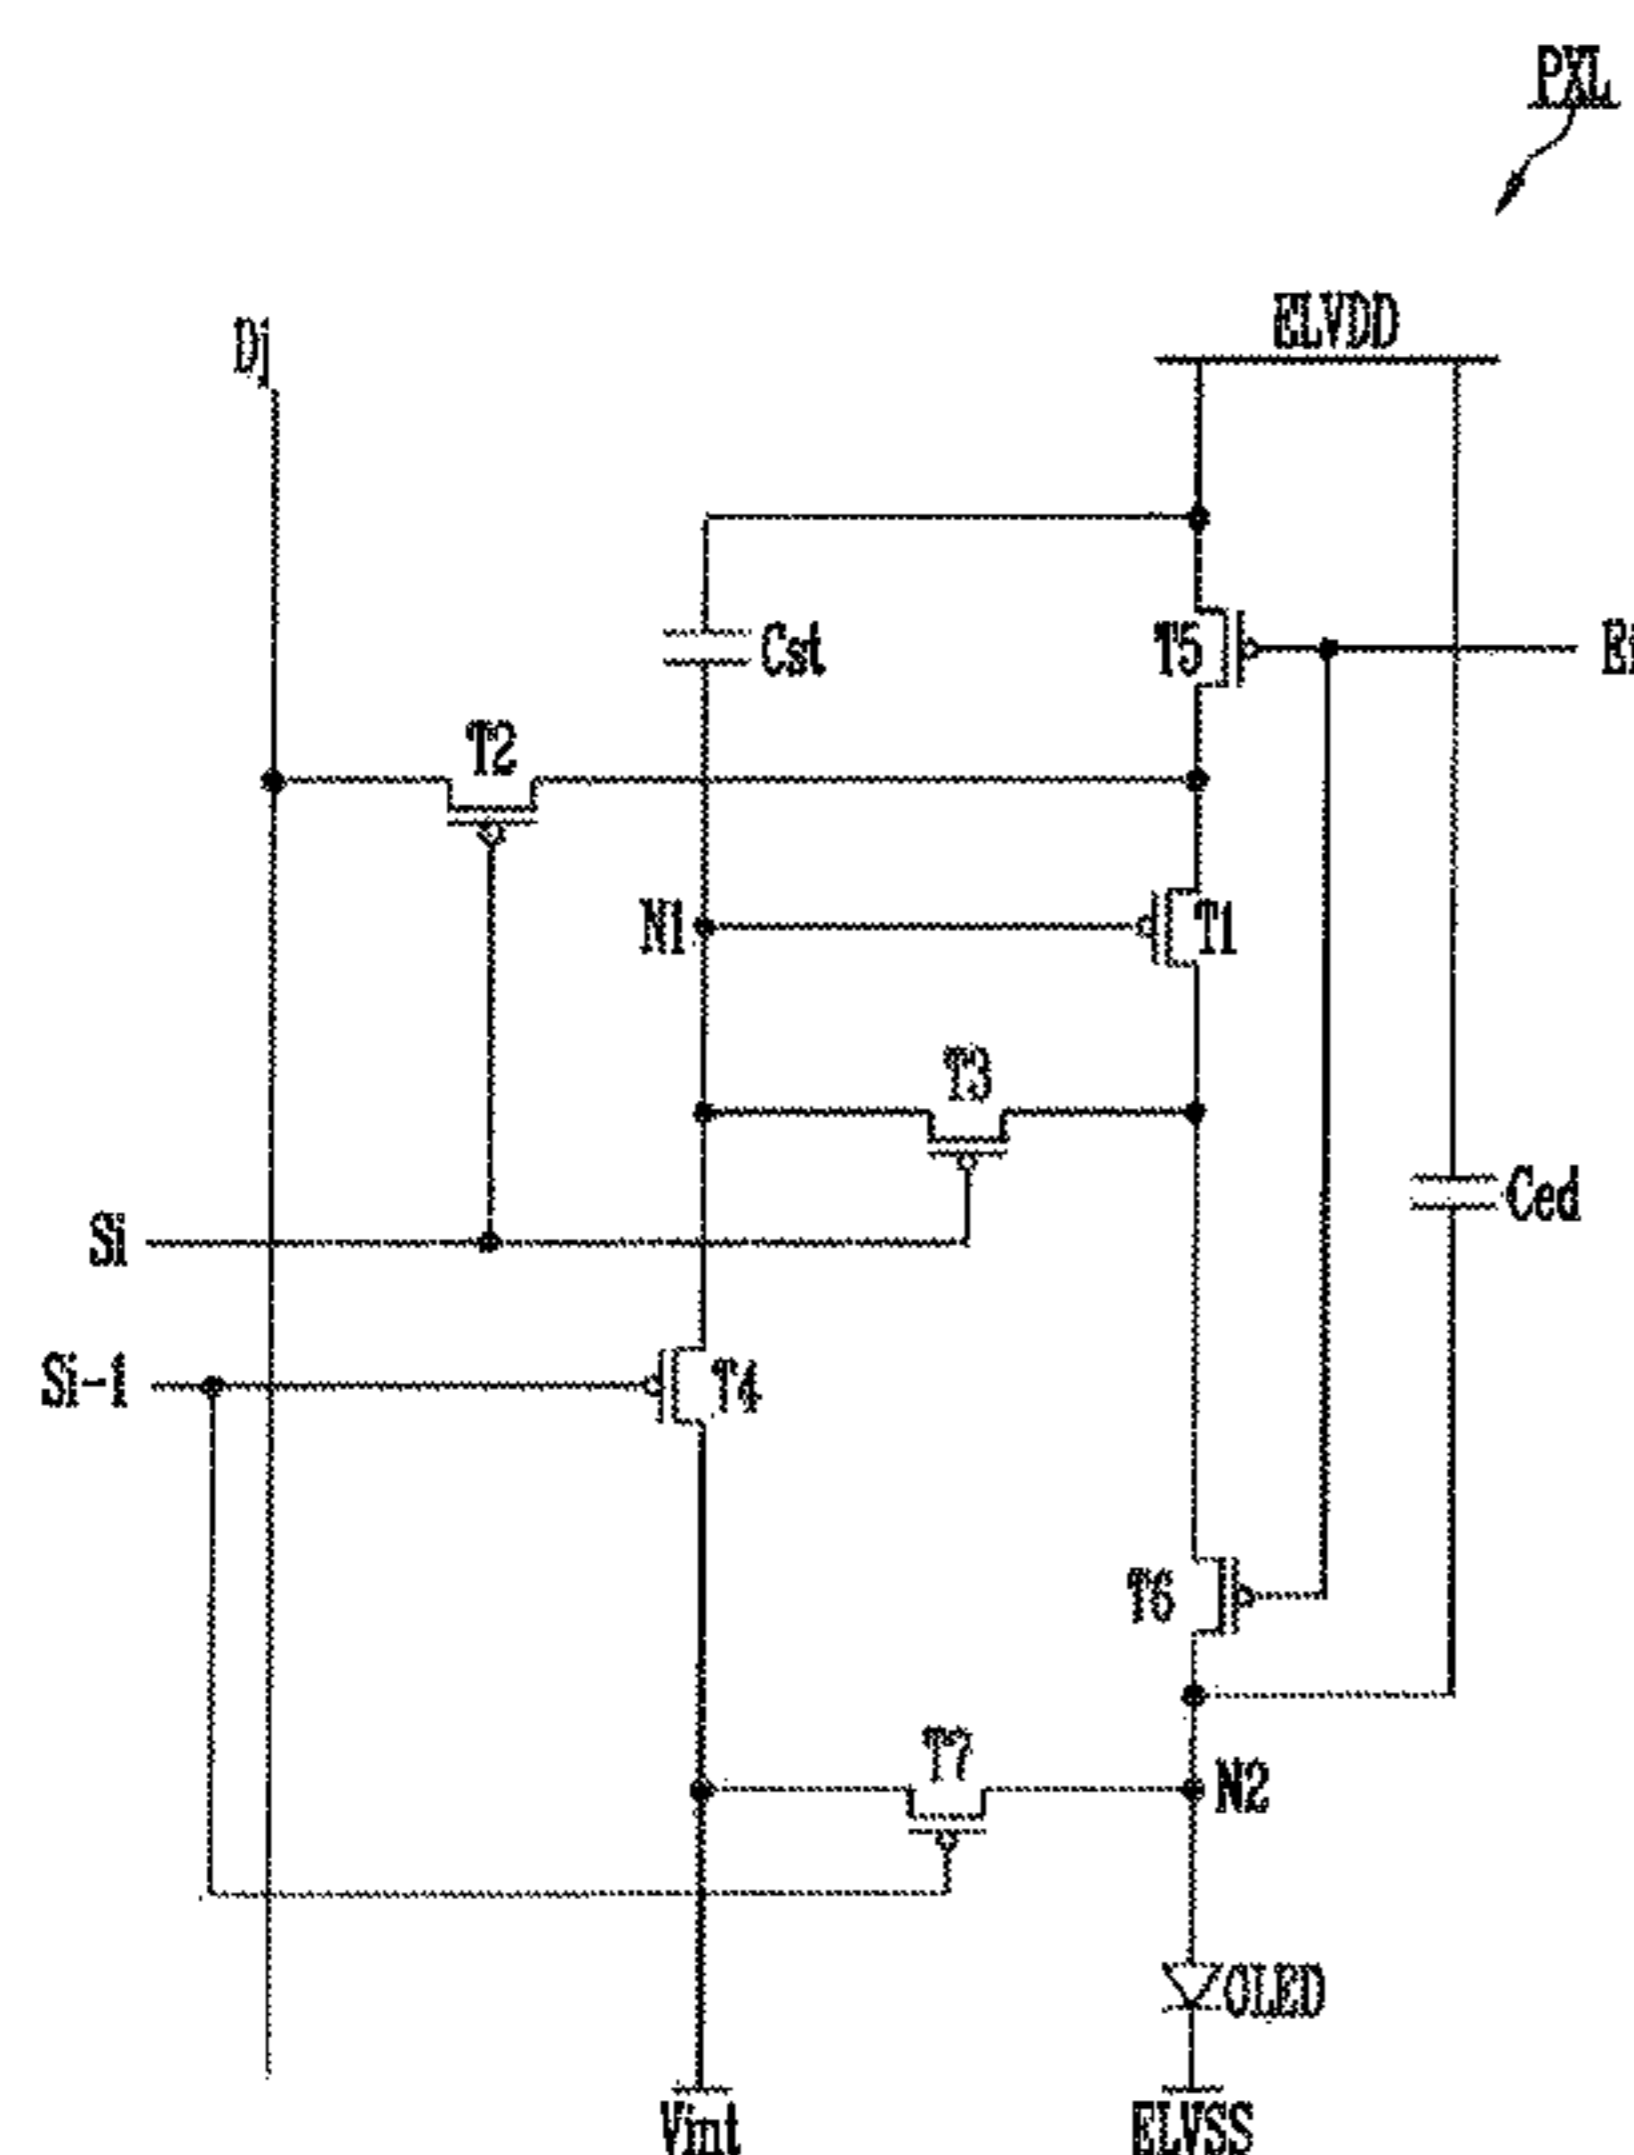 PXL
ELVDD
Dj
Cst
T5
Ei
T2
N1
T1
T3
Ced
Si
Si-1
T4
T6
T7
N2
OLED
Vint
ELVSS